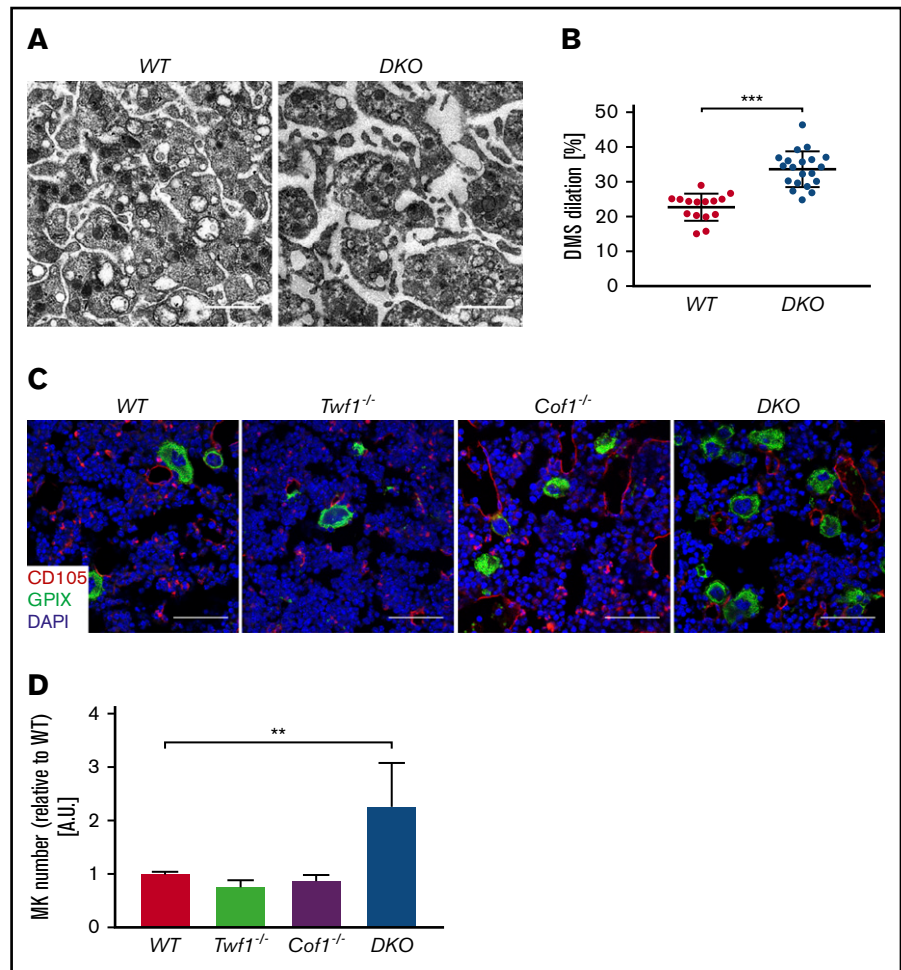 A
WT
DKO
B
***
DMS dilation [%]
50
40
30
20
10
0
WT
DKO
C
WT
Twf1-/-
Cof1-/-
DKO
CD105
GPIX
DAPI
D
MK number (relative to WT)
[A.U.]
4
3
2
1
0
**
WT
Twf1-/-
Cof1-/-
DKO